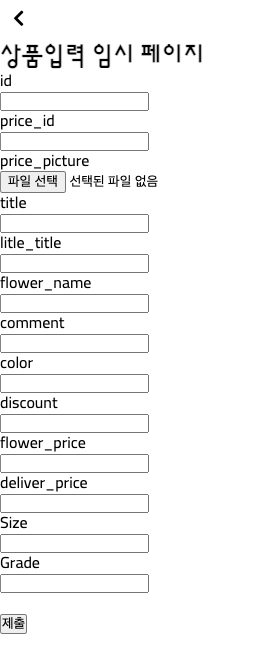 상품입력 임시 페이지
id
price_id
price_picture
파일 선택 선택된 파일 없음
title
litle_title
flower_name
comment
color
discount
flower_price
deliver_price
Size
Grade
제출